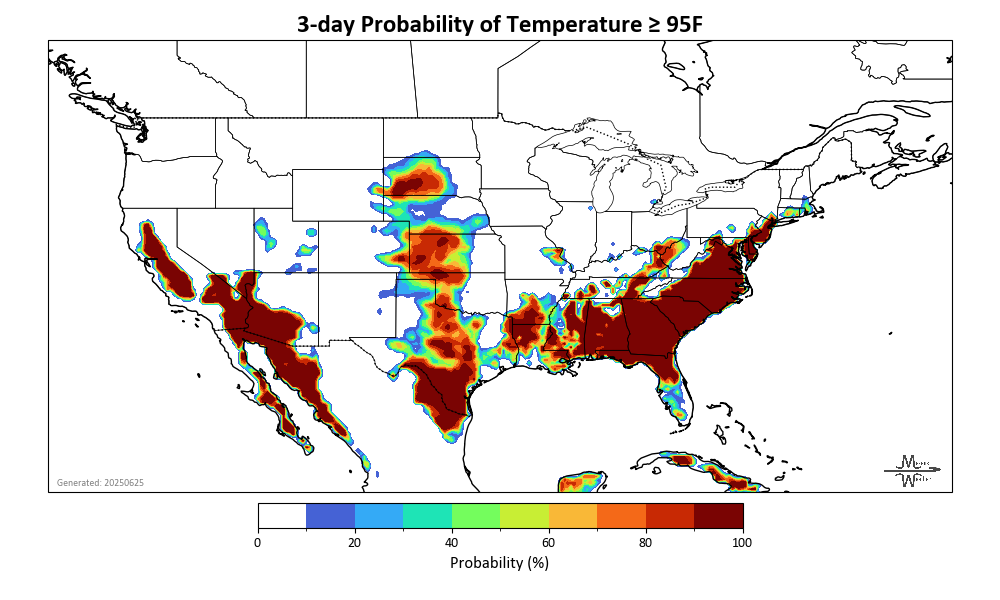 3-day Probability of Temperature ≥ 95F
Generated: 20250625
0 20 40 60 80 100
Probability (%)